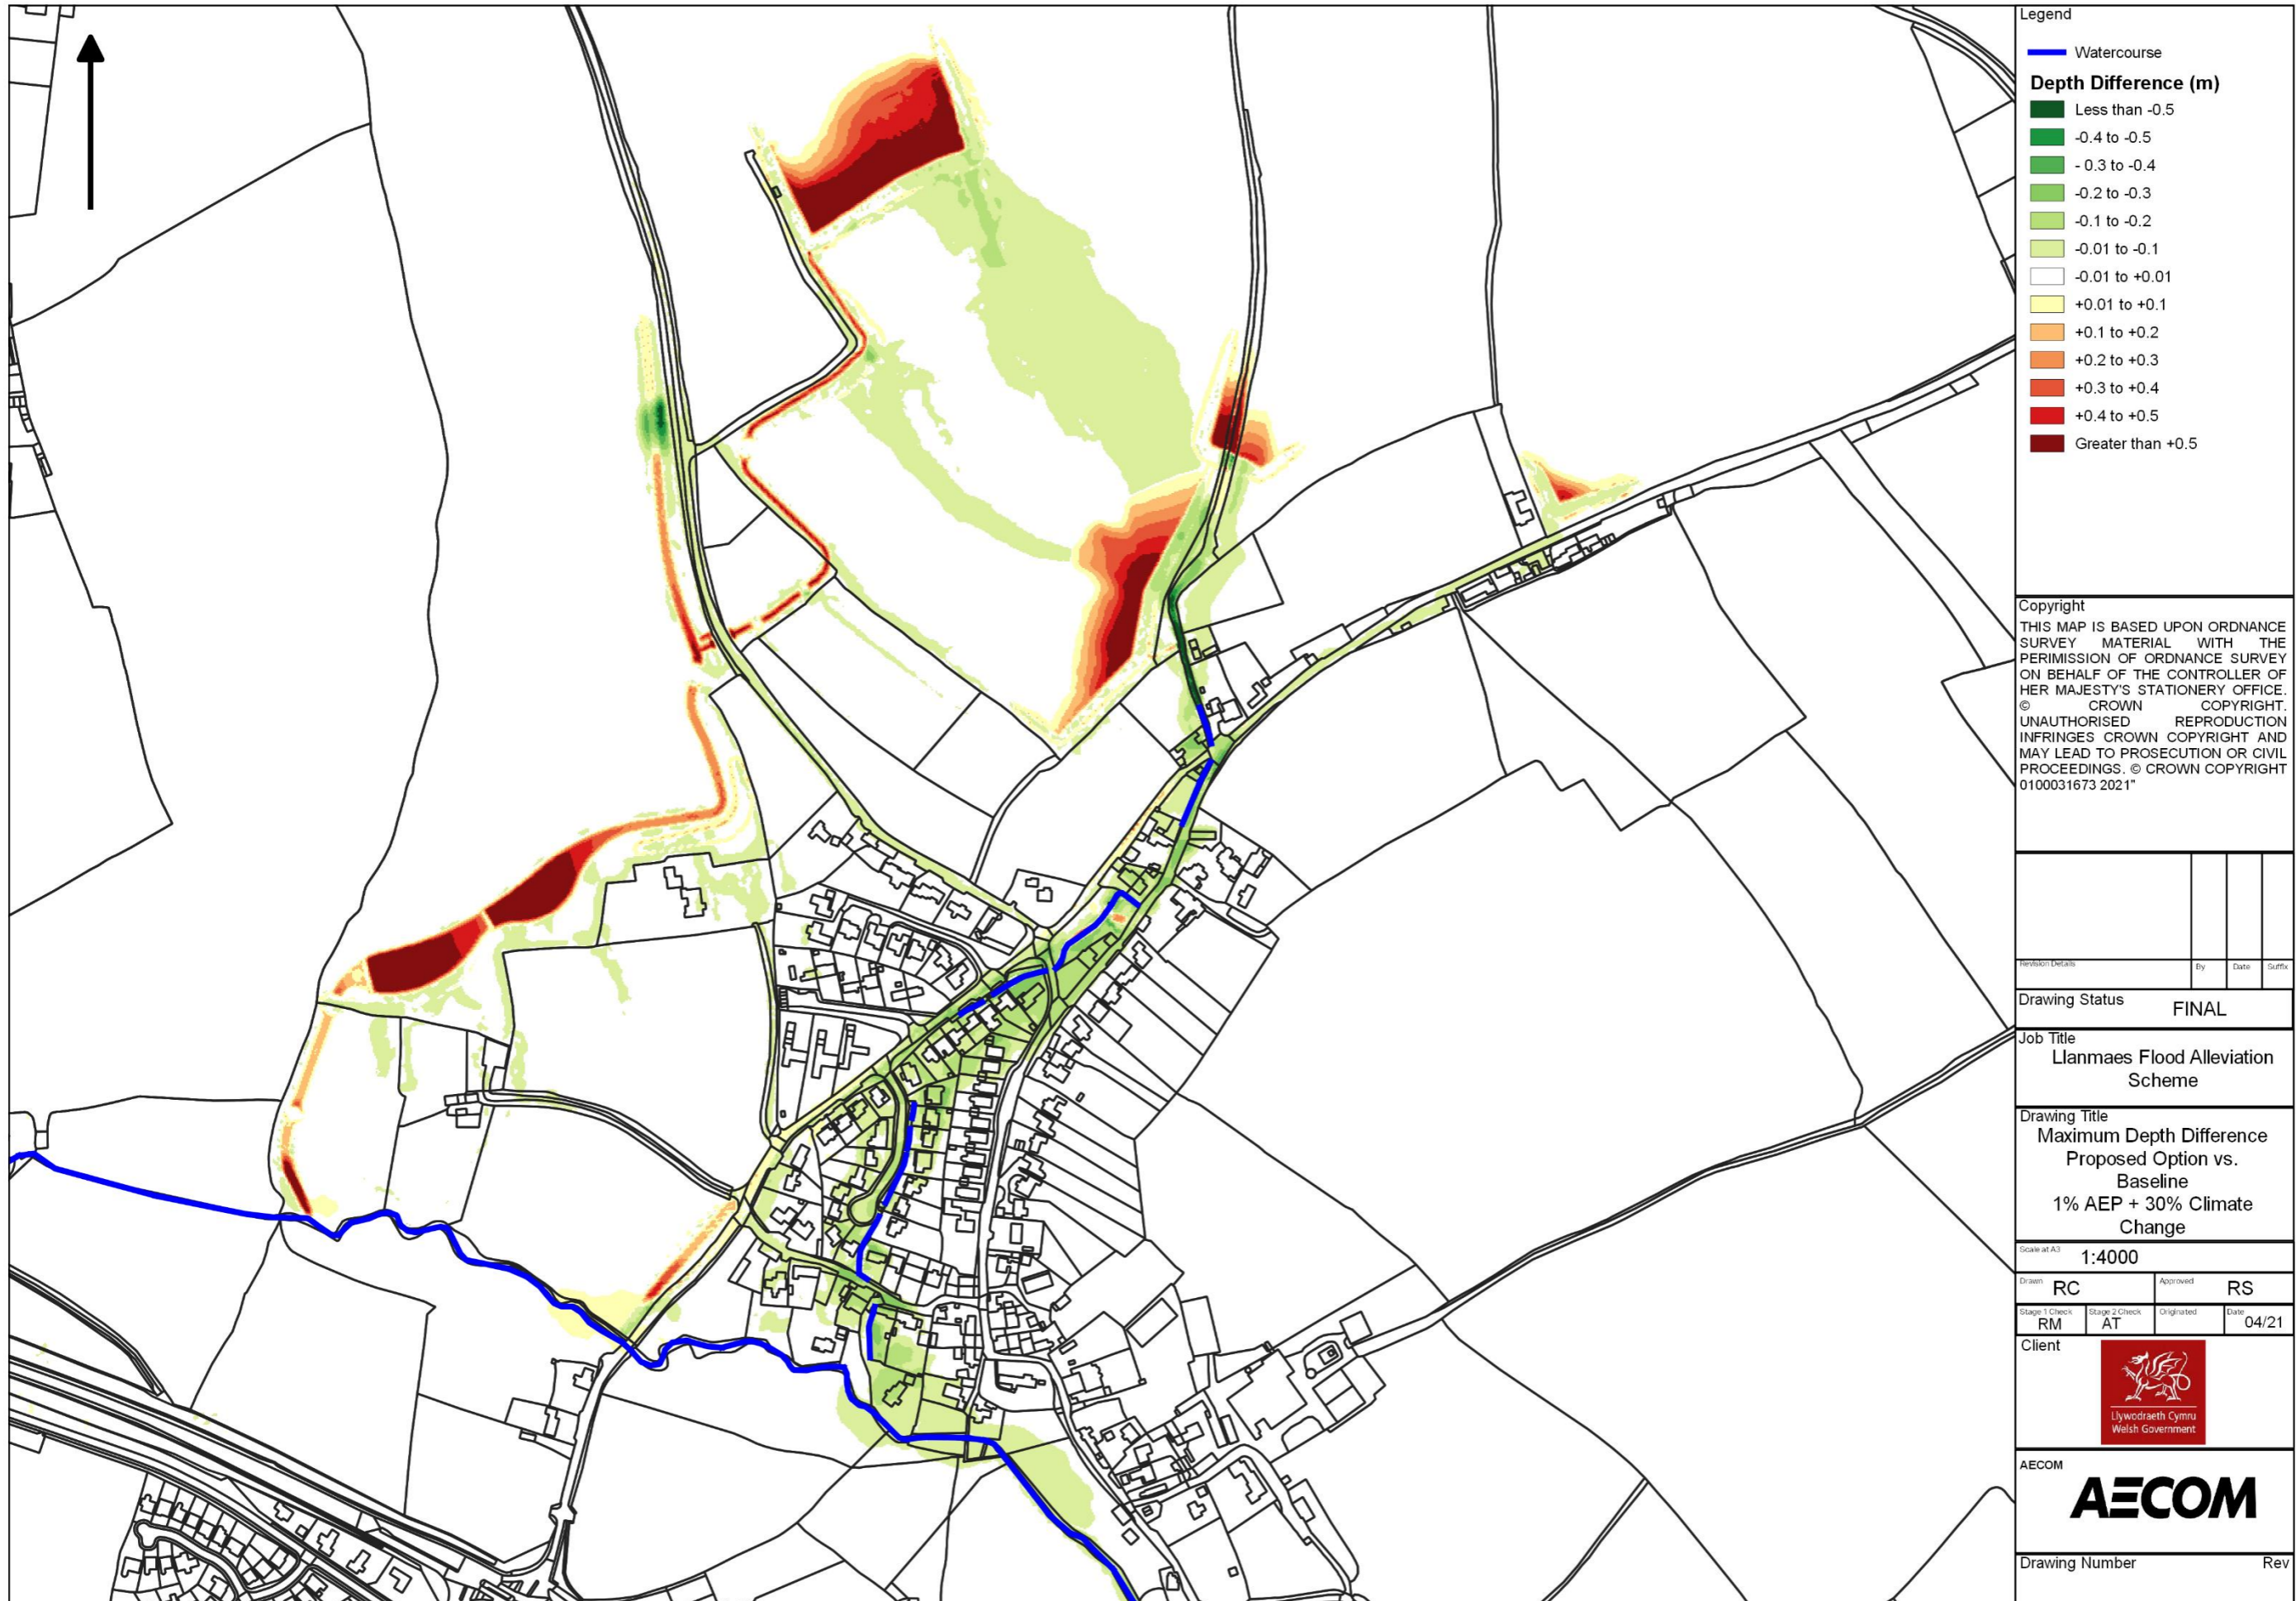 Legend
Watercourse
Depth Difference (m)
Less than -0.5
-0.4 to -0.5
- 0.3 to -0.4
-0.2 to -0.3
-0.1 to -0.2
-0.01 to -0.1
-0.01 to +0.01
+0.01 to +0.1
+0.1 to +0.2
+0.2 to +0.3
+0.3 to +0.4
+0.4 to +0.5
Greater than +0.5
Copyright
THIS MAP IS BASED UPON ORDNANCE
SURVEY MATERIAL WITH THE
PERIMISSION OF ORDNANCE SURVEY
ON BEHALF OF THE CONTROLLER OF
HER MAJESTY'S STATIONERY OFFICE.
© CROWN COPYRIGHT.
UNAUTHORISED REPRODUCTION
INFRINGES CROWN COPYRIGHT AND
MAY LEAD TO PROSECUTION OR CIVIL
PROCEEDINGS. © CROWN COPYRIGHT
0100031673 2021"
Revision Details By Date Suffix
Drawing Status FINAL
Job Title
Llanmaes Flood Alleviation
Scheme
Drawing Title
Maximum Depth Difference
Proposed Option vs.
Baseline
1% AEP + 30% Climate
Change
Scale at A3 1:4000
Drawn RC Approved RS
Stage 1 Check Stage 2 Check Originated Date
RM AT 04/21
Client
Llywodraeth Cymru
Welsh Government
AECOM
AECOM
Drawing Number Rev